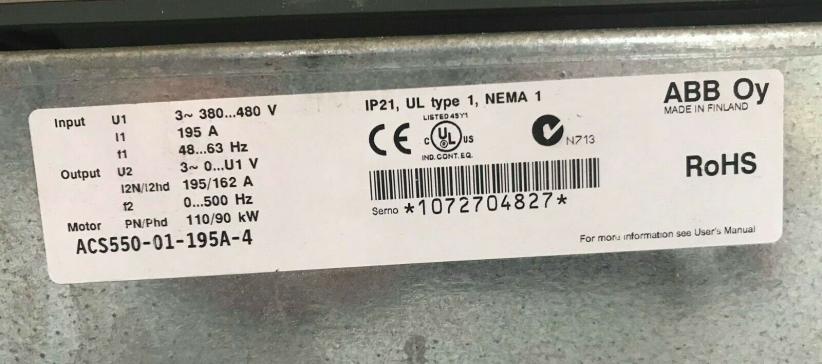 Input U1 3~ 380...480 V
I1 195 A
f1 48...63 Hz
Output U2 3~ 0...U1 V
I2N/I2hd 195/162 A
f2 0...500 Hz
Motor PN/Phd 110/90 kW
ACS550-01-195A-4
IP21, UL type 1, NEMA 1
LISTED 45Y1
CE C UL US N713
IND. CONT. EQ.
Serno *1072704827*
ABB Oy
MADE IN FINLAND
RoHS
For more information see User's Manual